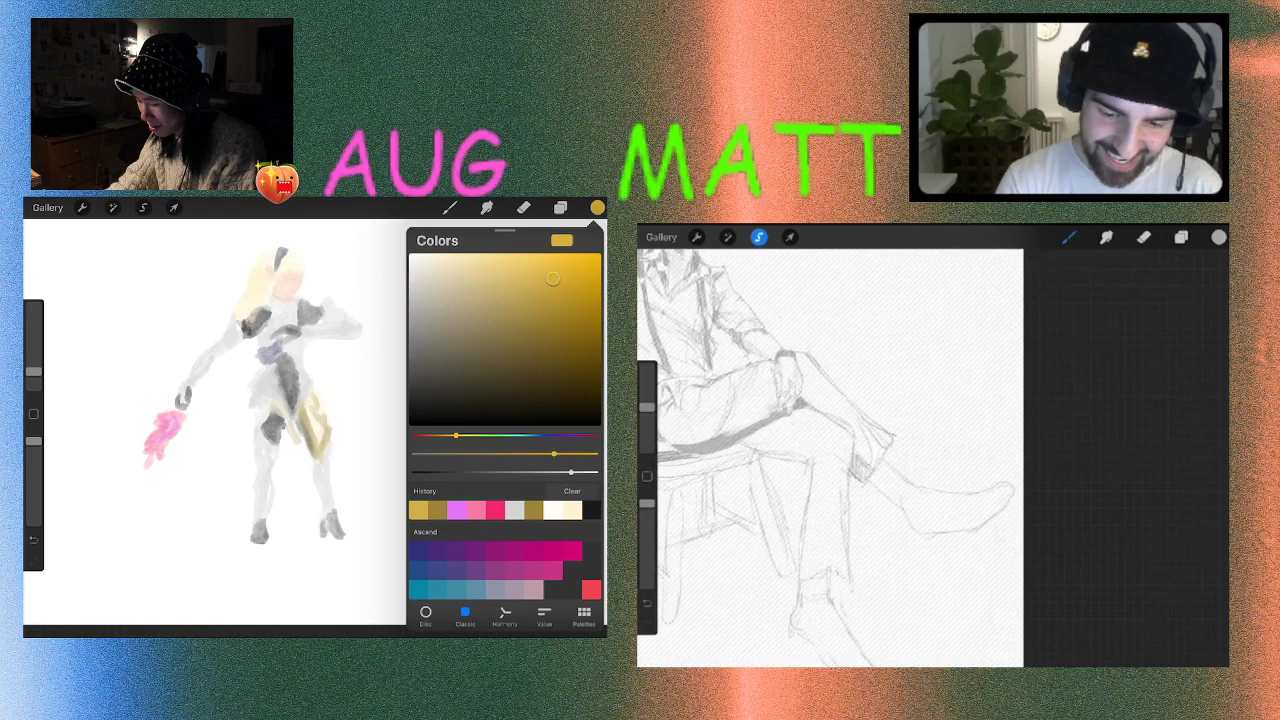 AUG
MATT
Gallery
Colors
History
Clear
Ascend
Disc
Classic
Harmony
Value
Palettes
Gallery